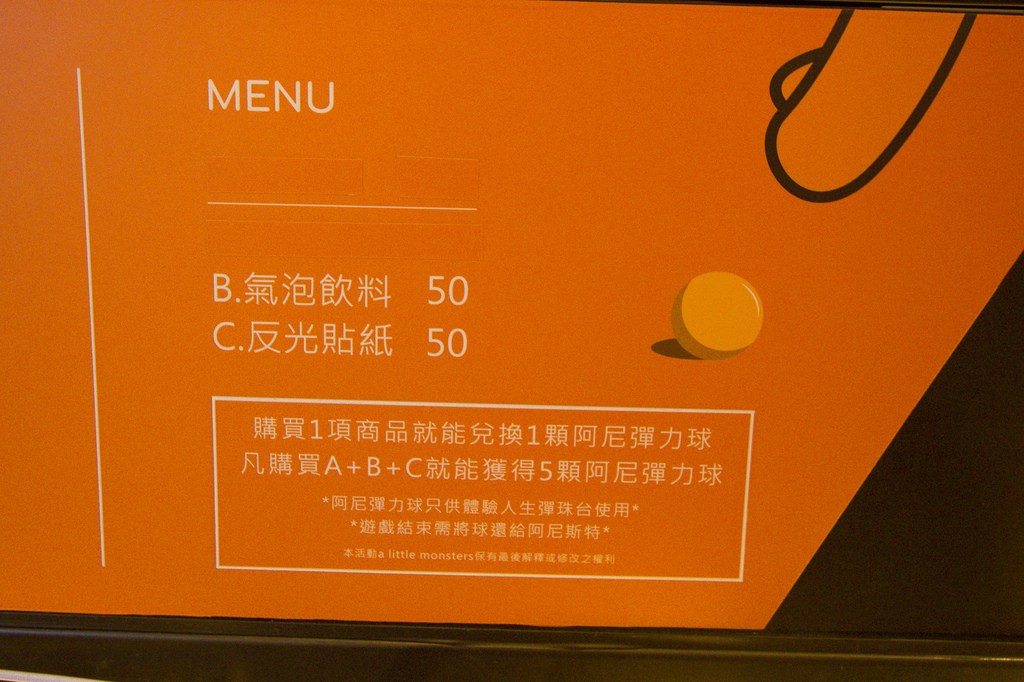 MENU
B.氣泡飲料 50
C.反光貼紙 50
購買1項商品就能兌換1顆阿尼彈力球
凡購買A+B+C就能獲得5顆阿尼彈力球
*阿尼彈力球只供體驗人生彈珠台使用*
*遊戲結束需將球還給阿尼斯特*
本活動a little monsters保有最後解釋或修改之權利